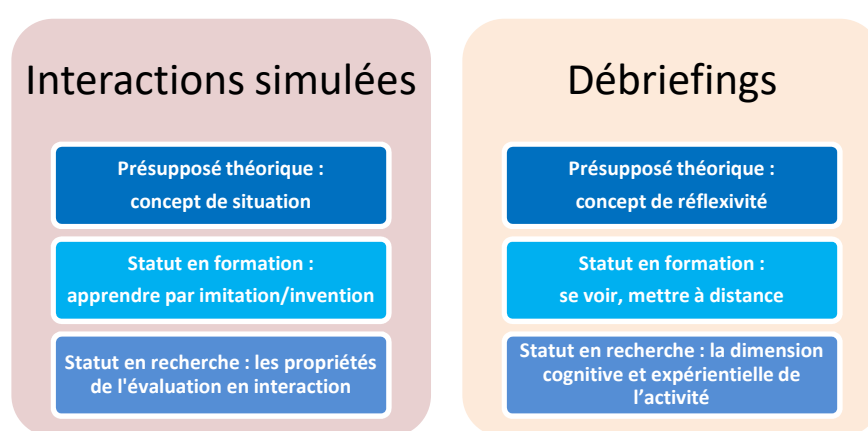 Interactions simulées
Présupposé théorique :
concept de situation
Statut en formation :
apprendre par imitation/invention
Statut en recherche : les propriétés
de l'évaluation en interaction
Débriefings
Présupposé théorique :
concept de réflexivité
Statut en formation :
se voir, mettre à distance
Statut en recherche : la dimension
cognitive et expérientielle de
l’activité